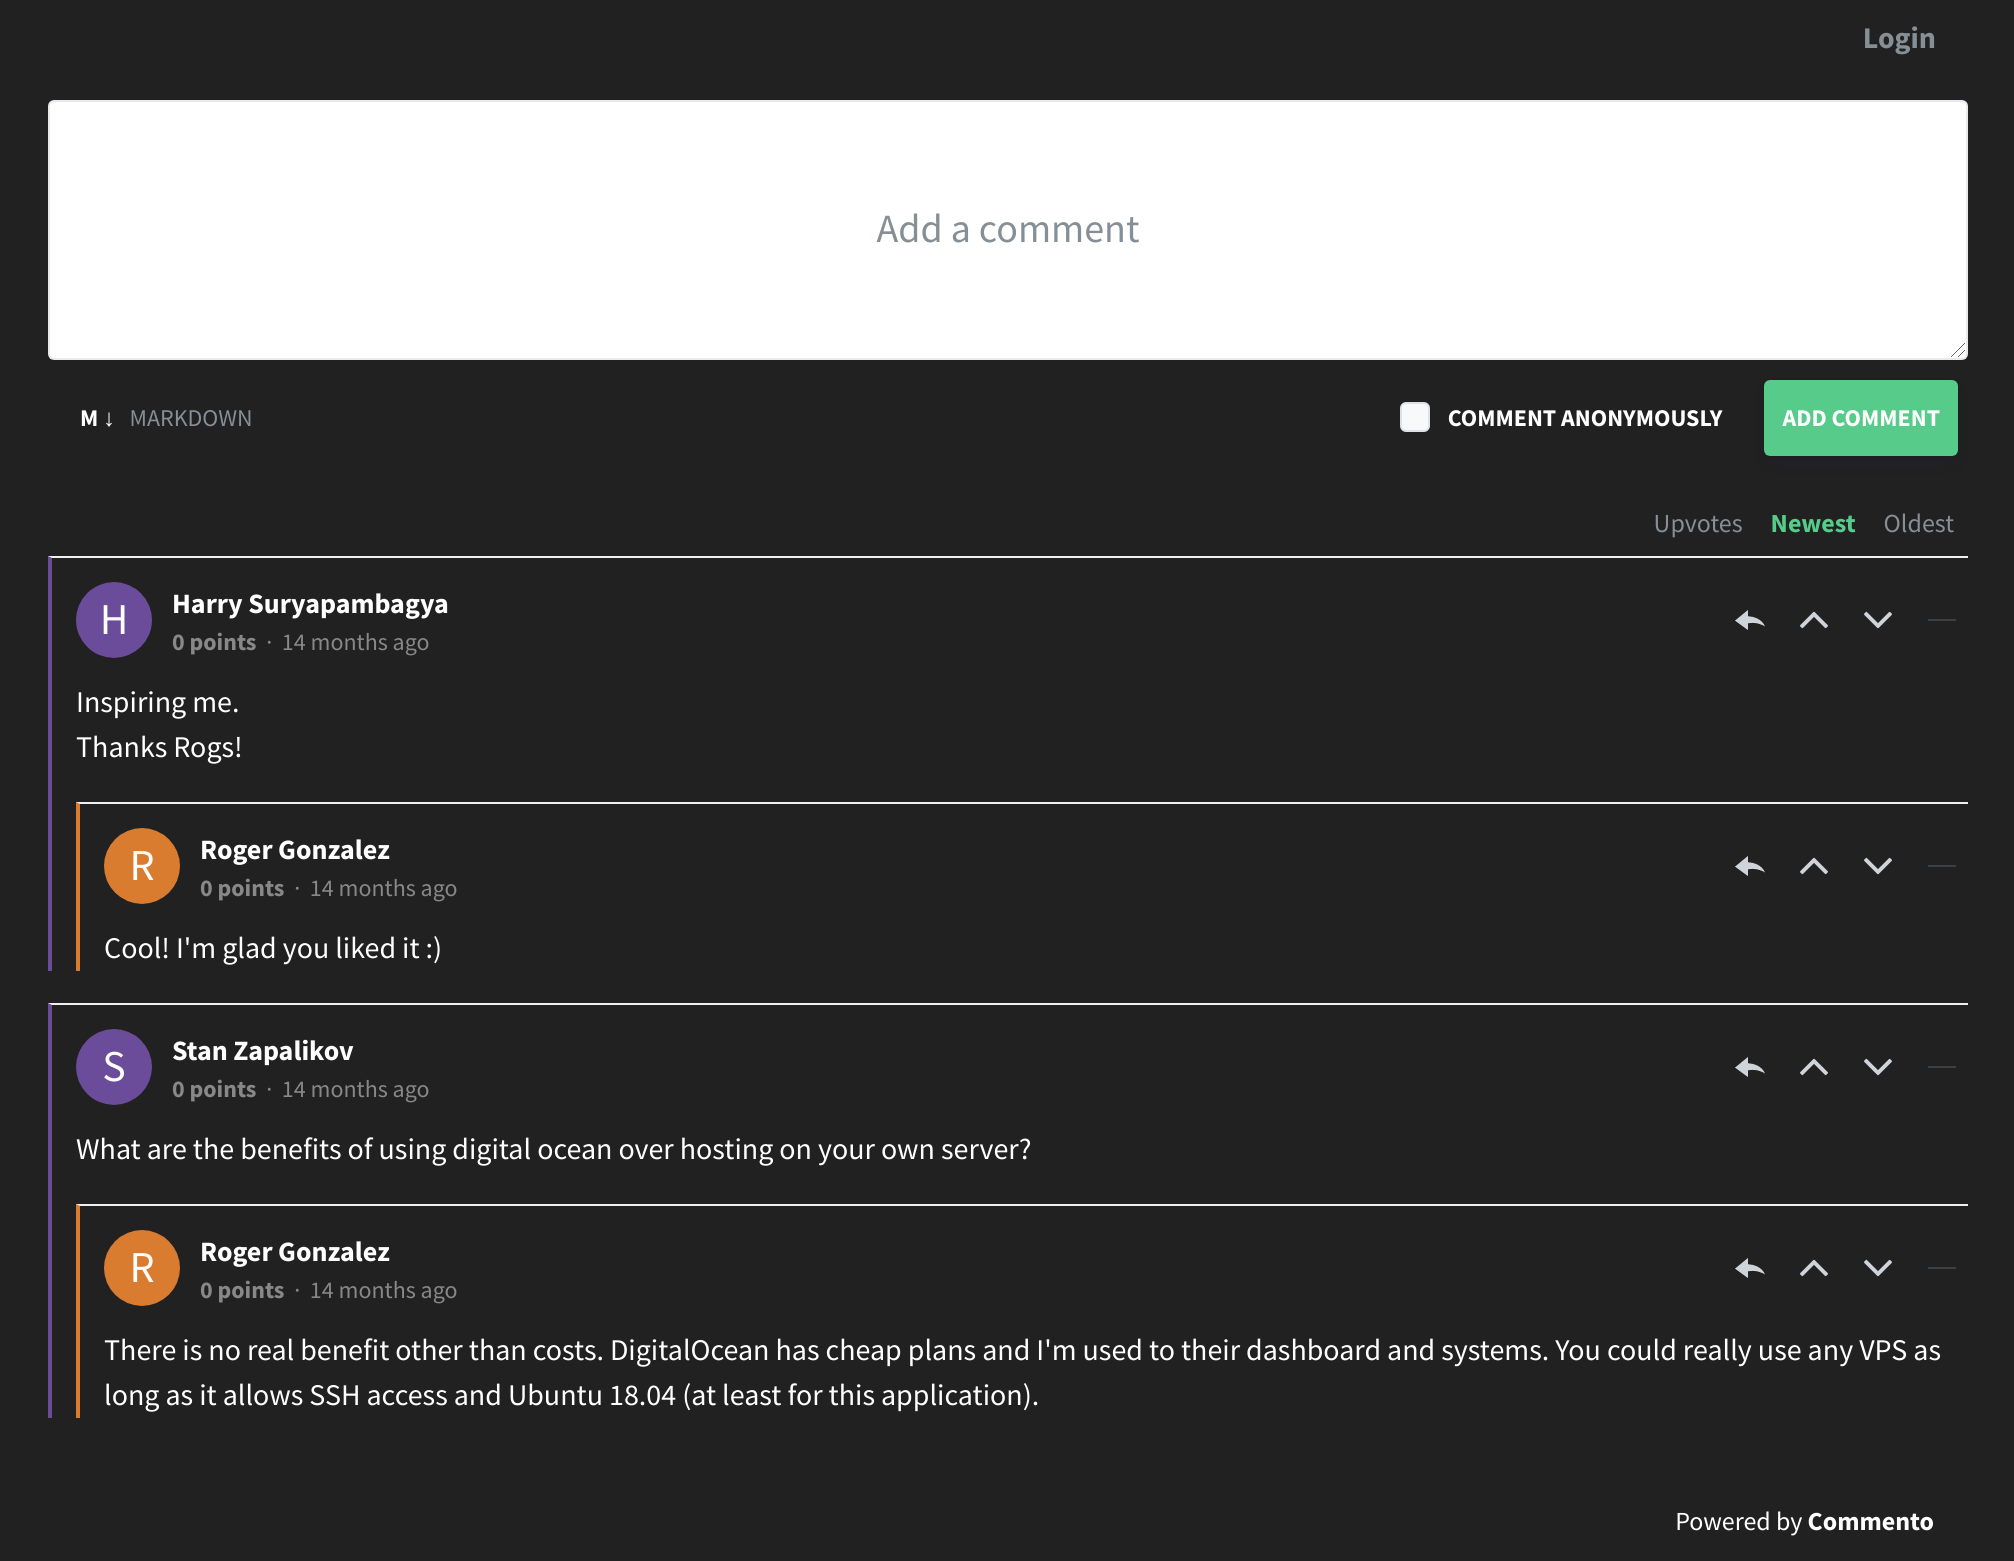 Login
Add a comment
M ↓ MARKDOWN
COMMENT ANONYMOUSLY
ADD COMMENT
Upvotes Newest Oldest
H
Harry Suryapambagya
0 points · 14 months ago
Inspiring me.
Thanks Rogs!
R
Roger Gonzalez
0 points · 14 months ago
Cool! I'm glad you liked it :)
S
Stan Zapalikov
0 points · 14 months ago
What are the benefits of using digital ocean over hosting on your own server?
R
Roger Gonzalez
0 points · 14 months ago
There is no real benefit other than costs. DigitalOcean has cheap plans and I'm used to their dashboard and systems. You could really use any VPS as
long as it allows SSH access and Ubuntu 18.04 (at least for this application).
Powered by Commento